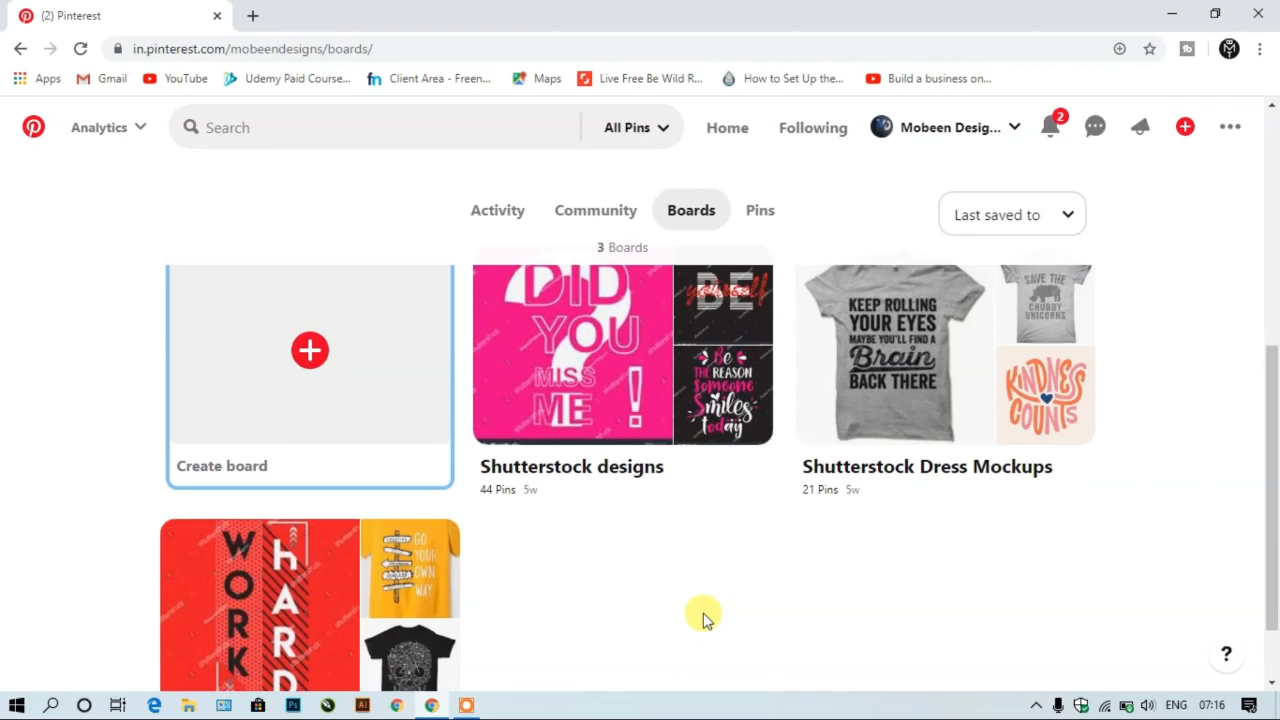 (2) Pinterest
in.pinterest.com/mobeendesigns/boards/
Apps Gmail YouTube Udemy Paid Course... Client Area - Freen... Maps Live Free Be Wild R... How to Set Up the... Build a business on...
Analytics Search All Pins Home Following Mobeen Desig... 2
Activity Community Boards Pins Last saved to
3 Boards
DID
YOU
MISS
ME !
BE
yourself
Be
THE REASON
Someone
Smiles
today
KEEP ROLLING
YOUR EYES
MAYBE YOU'LL FIND A
Brain
BACK THERE
SAVE THE
CHUBBY
UNICORNS
KINDNESS
COUNTS
Create board
Shutterstock designs
44 Pins 5w
Shutterstock Dress Mockups
21 Pins 5w
WORK
hARD
GO
YOUR
OWN
WAY
?
ENG 07:16